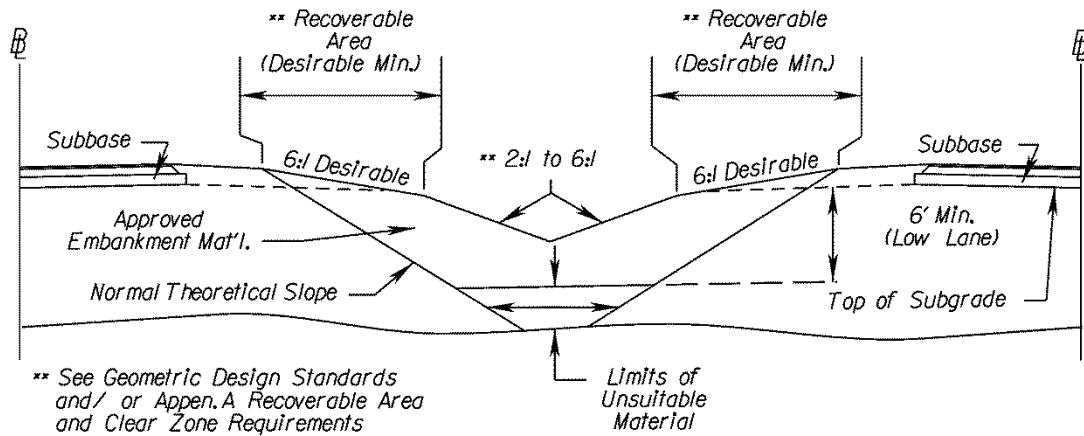 ** Recoverable
Area
(Desirable Min.)
** Recoverable
Area
(Desirable Min.)
BL
BL
Subbase
6:1 Desirable
** 2:1 to 6:1
6:1 Desirable
Subbase
Approved
Embankment Mat'l.
6' Min.
(Low Lane)
Normal Theoretical Slope
Top of Subgrade
** See Geometric Design Standards
and/ or Appen. A Recoverable Area
and Clear Zone Requirements
Limits of
Unsuitable
Material